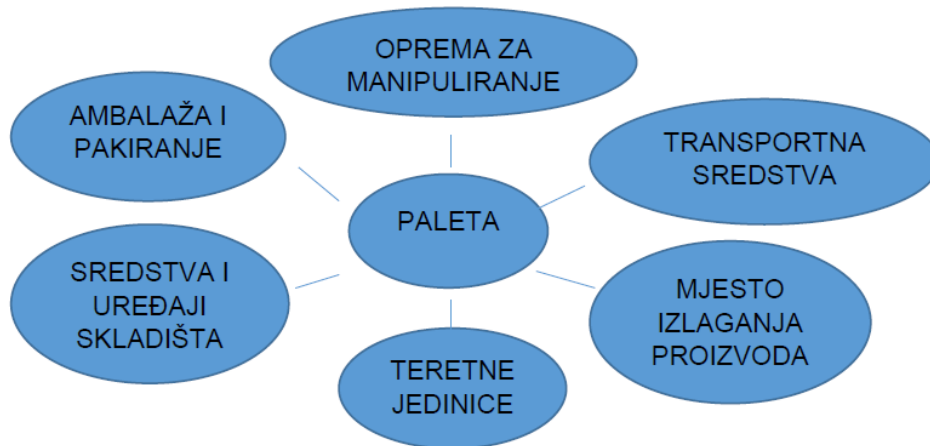 OPREMA ZA
MANIPULIRANJE
AMBALAŽA I
PAKIRANJE
TRANSPORTNA
SREDSTVA
PALETA
SREDSTVA I
UREĐAJI
SKLADIŠTA
MJESTO
IZLAGANJA
PROIZVODA
TERETNE
JEDINICE